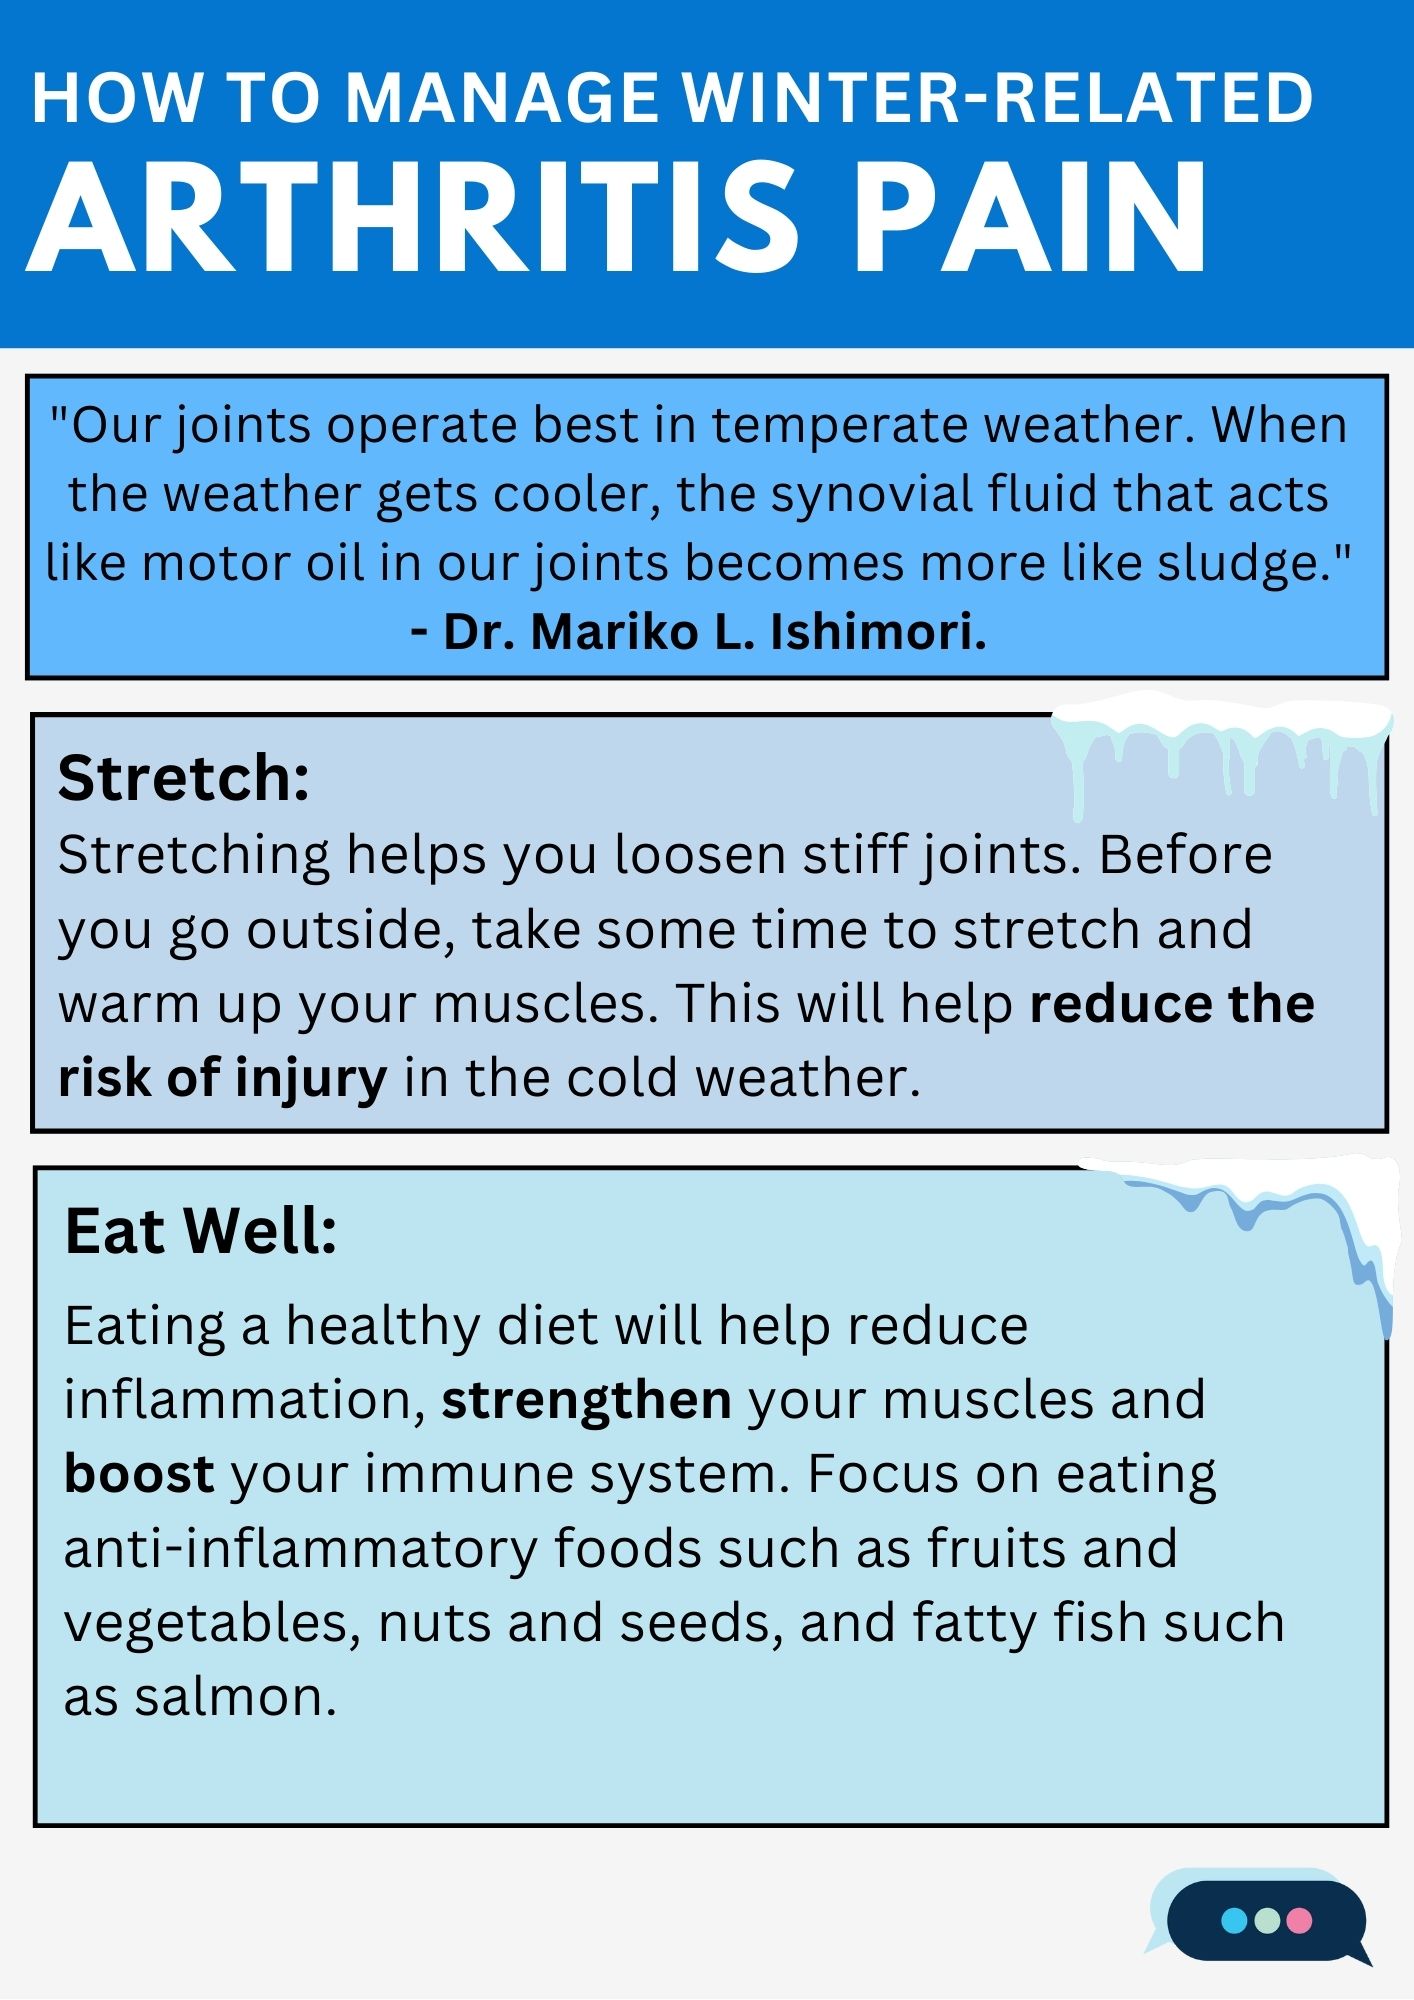 HOW TO MANAGE WINTER-RELATED
ARTHRITIS PAIN
"Our joints operate best in temperate weather. When
the weather gets cooler, the synovial fluid that acts
like motor oil in our joints becomes more like sludge."
- Dr. Mariko L. Ishimori.
Stretch:
Stretching helps you loosen stiff joints. Before
you go outside, take some time to stretch and
warm up your muscles. This will help reduce the
risk of injury in the cold weather.
Eat Well:
Eating a healthy diet will help reduce
inflammation, strengthen your muscles and
boost your immune system. Focus on eating
anti-inflammatory foods such as fruits and
vegetables, nuts and seeds, and fatty fish such
as salmon.